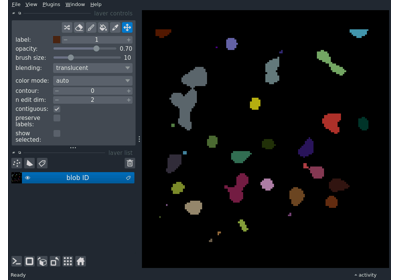 File View Plugins Window Help
layer controls
label: 1
opacity: 0.70
brush size: 10
blending: translucent
color mode: auto
contour: 0
n edit dim: 2
contiguous:
preserve
labels:
show
selected:
layer list
blob ID
Ready activity